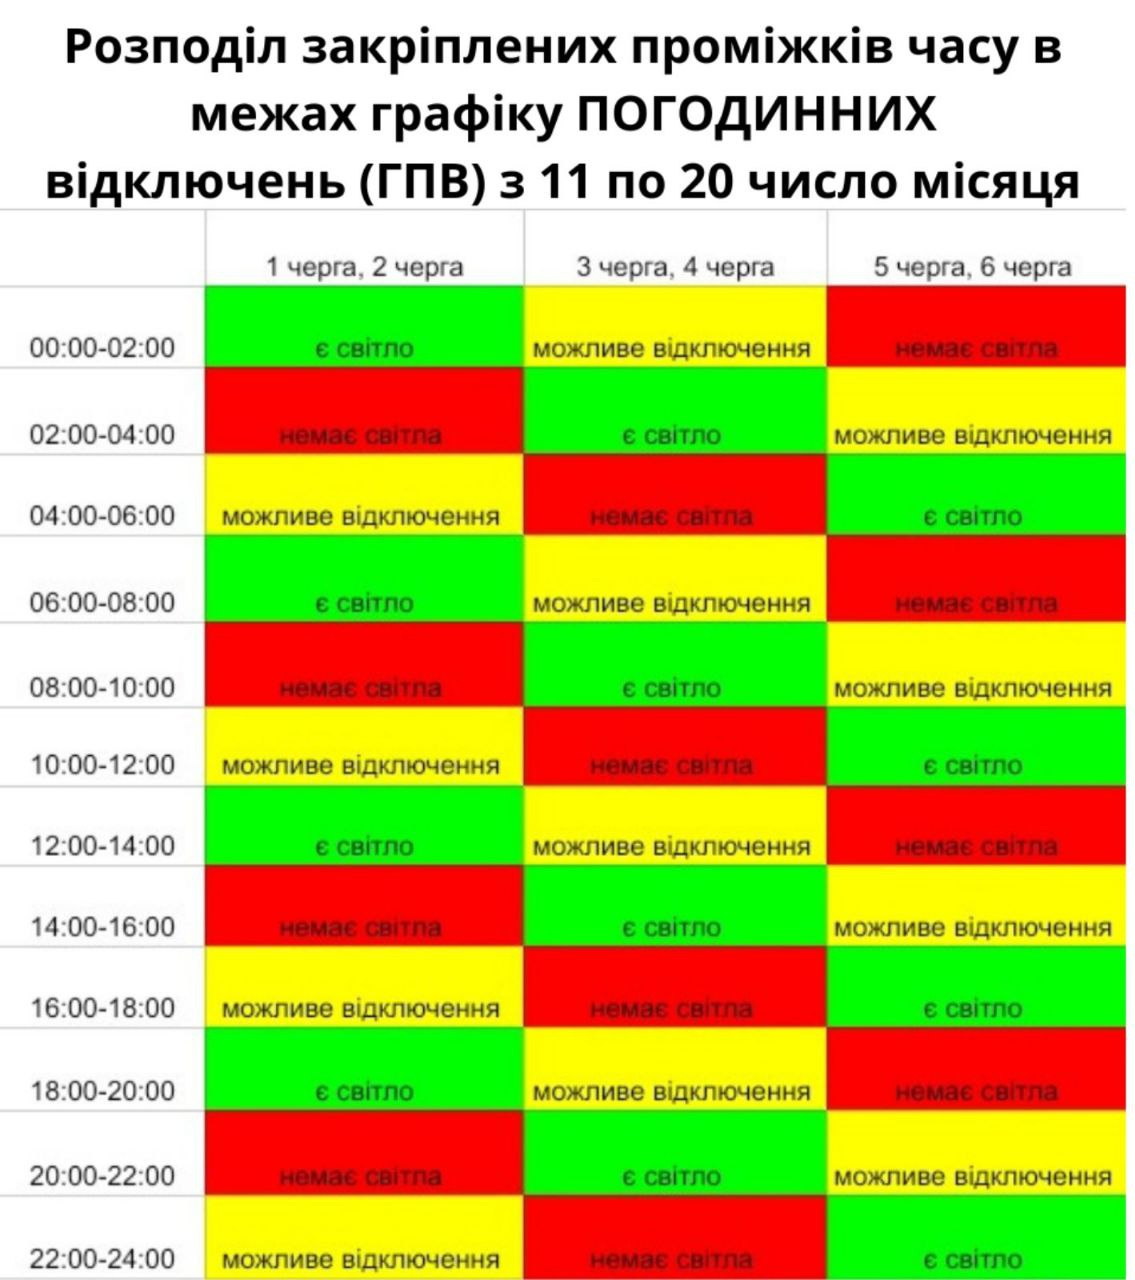 Розподіл закріплених проміжків часу в
межах графіку ПОГОДИННИХ
відключень (ГПВ) з 11 по 20 число місяця
1 черга, 2 черга 3 черга, 4 черга 5 черга, 6 черга
00:00-02:00 є світло можливе відключення немає світла
02:00-04:00 немає світла є світло можливе відключення
04:00-06:00 можливе відключення немає світла є світло
06:00-08:00 є світло можливе відключення немає світла
08:00-10:00 немає світла є світло можливе відключення
10:00-12:00 можливе відключення немає світла є світло
12:00-14:00 є світло можливе відключення немає світла
14:00-16:00 немає світла є світло можливе відключення
16:00-18:00 можливе відключення немає світла є світло
18:00-20:00 є світло можливе відключення немає світла
20:00-22:00 немає світла є світло можливе відключення
22:00-24:00 можливе відключення немає світла є світло